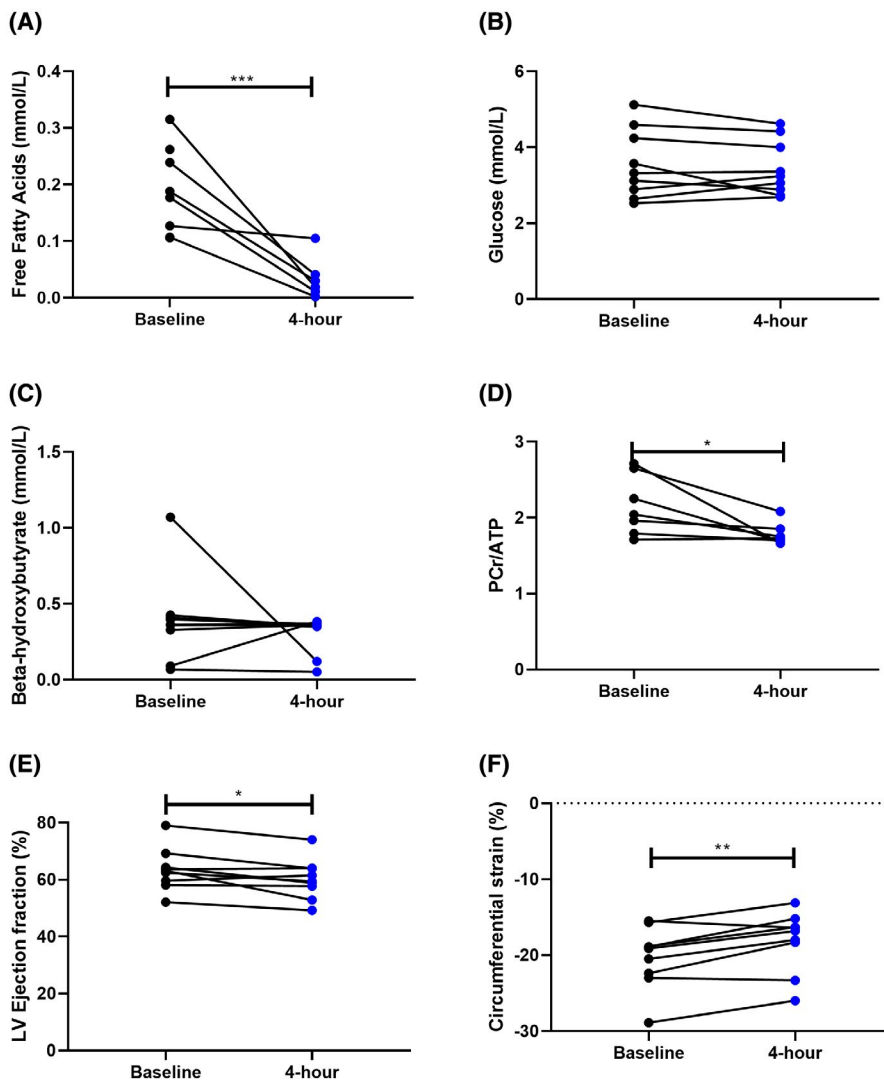 (A)
Free Fatty Acids (mmol/L)
0.4
0.3
0.2
0.1
0.0
***
Baseline
4-hour
(B)
Glucose (mmol/L)
6
4
2
0
Baseline
4-hour
(C)
Beta-hydroxybutyrate (mmol/L)
1.5
1.0
0.5
0.0
Baseline
4-hour
(D)
PCr/ATP
3
2
1
0
*
Baseline
4-hour
(E)
LV Ejection fraction (%)
80
60
40
20
0
*
Baseline
4-hour
(F)
Circumferential strain (%)
0
-10
-20
-30
**
Baseline
4-hour